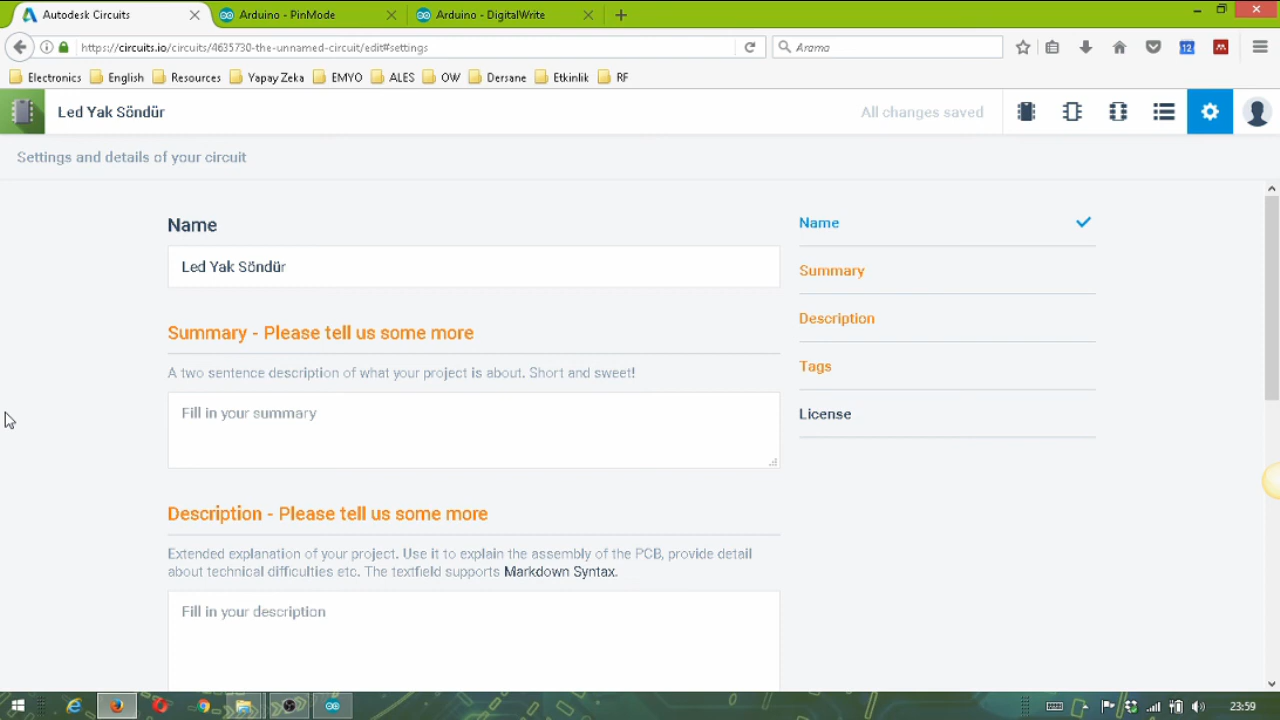 Autodesk Circuits
Arduino - PinMode
Arduino - DigitalWrite
https://circuits.io/circuits/4635730-the-unnamed-circuit/edit#settings
Arama
12
Electronics
English
Resources
Yapay Zeka
EMYO
ALES
OW
Dersane
Etkinlik
RF
Led Yak Söndür
All changes saved
Settings and details of your circuit
Name
Led Yak Söndür
Summary - Please tell us some more
A two sentence description of what your project is about. Short and sweet!
Fill in your summary
Description - Please tell us some more
Extended explanation of your project. Use it to explain the assembly of the PCB, provide detail
about technical difficulties etc. The textfield supports Markdown Syntax.
Fill in your description
Name
Summary
Description
Tags
License
23:59